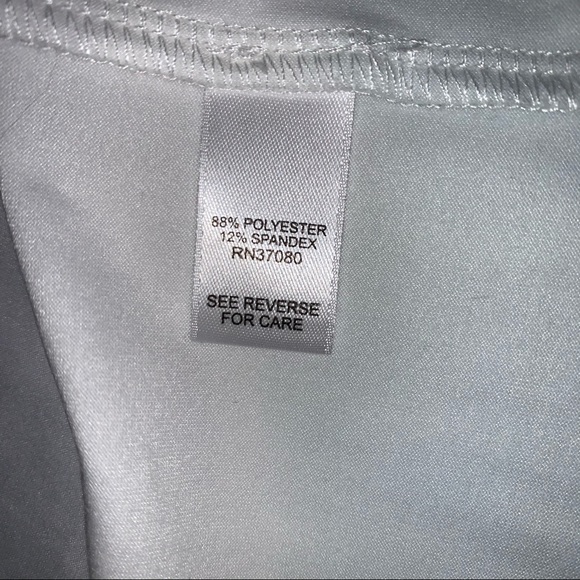 88% POLYESTER
12% SPANDEX
RN37080
SEE REVERSE
FOR CARE